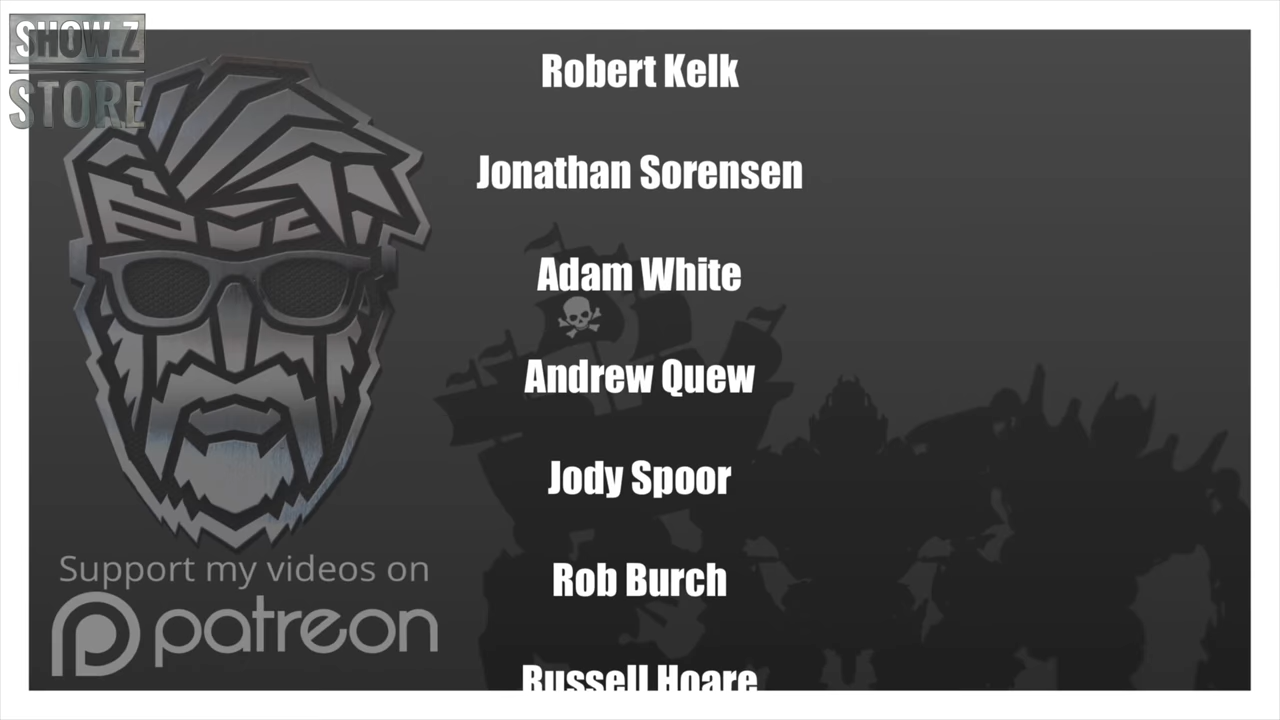 SHOW.Z
STORE
Robert Kelk
Jonathan Sorensen
Adam White
Andrew Quew
Jody Spoor
Rob Burch
Russell Hoare
Support my videos on
patreon